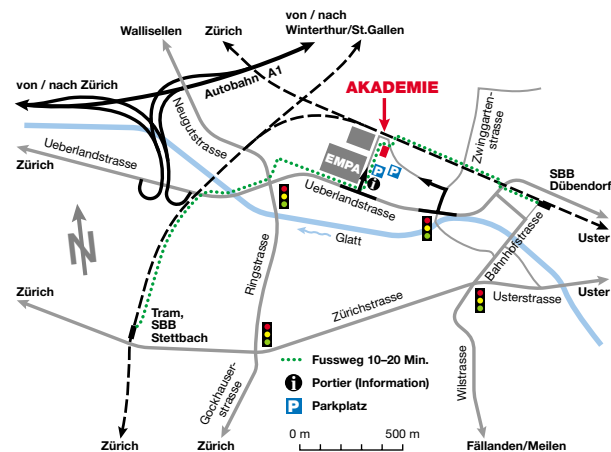 von / nach
Winterthur/St.Gallen
Wallisellen
Zürich
von / nach Zürich
Autobahn A1
AKADEMIE
Neugutstrasse
Zwinggarten-
strasse
EMPA
Zürich
Ueberlandstrasse
P P
i
Ueberlandstrasse
SBB
Dübendorf
Uster
N
Glatt
Ringstrasse
Bahnhofstrasse
Zürich
Tram,
SBB
Stettbach
Zürichstrasse
Usterstrasse
Uster
Gockhauser-
strasse
Wilstrasse
Fussweg 10–20 Min.
i Portier (Information)
P Parkplatz
Zürich
Zürich
0 m 500 m
Fällanden/Meilen